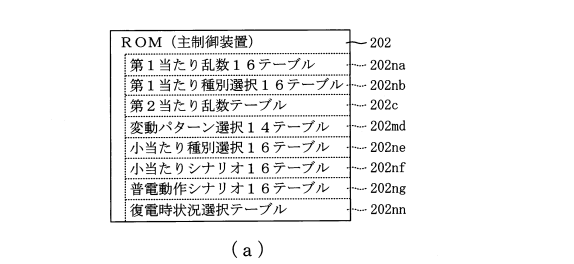 ROM（主制御装置） 202
第１当たり乱数１６テーブル 202na
第１当たり種別選択１６テーブル 202nb
第２当たり乱数テーブル 202c
変動パターン選択１４テーブル 202md
小当たり種別選択１６テーブル 202ne
小当たりシナリオ１６テーブル 202nf
普電動作シナリオ１６テーブル 202ng
復電時状況選択テーブル 202nn
（a）